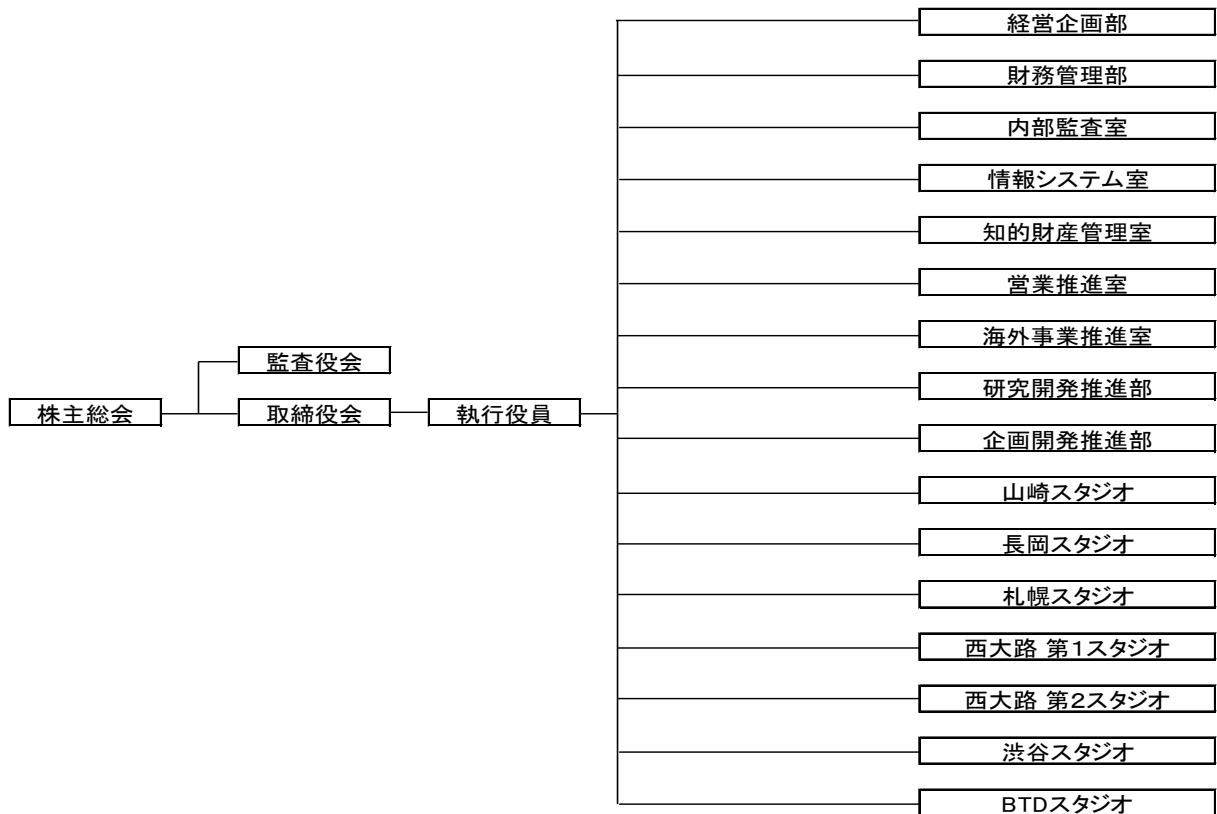 経営企画部
財務管理部
内部監査室
情報システム室
知的財産管理室
営業推進室
海外事業推進室
監査役会
株主総会
取締役会
執行役員
研究開発推進部
企画開発推進部
山崎スタジオ
長岡スタジオ
札幌スタジオ
西大路 第1スタジオ
西大路 第2スタジオ
渋谷スタジオ
BTDスタジオ